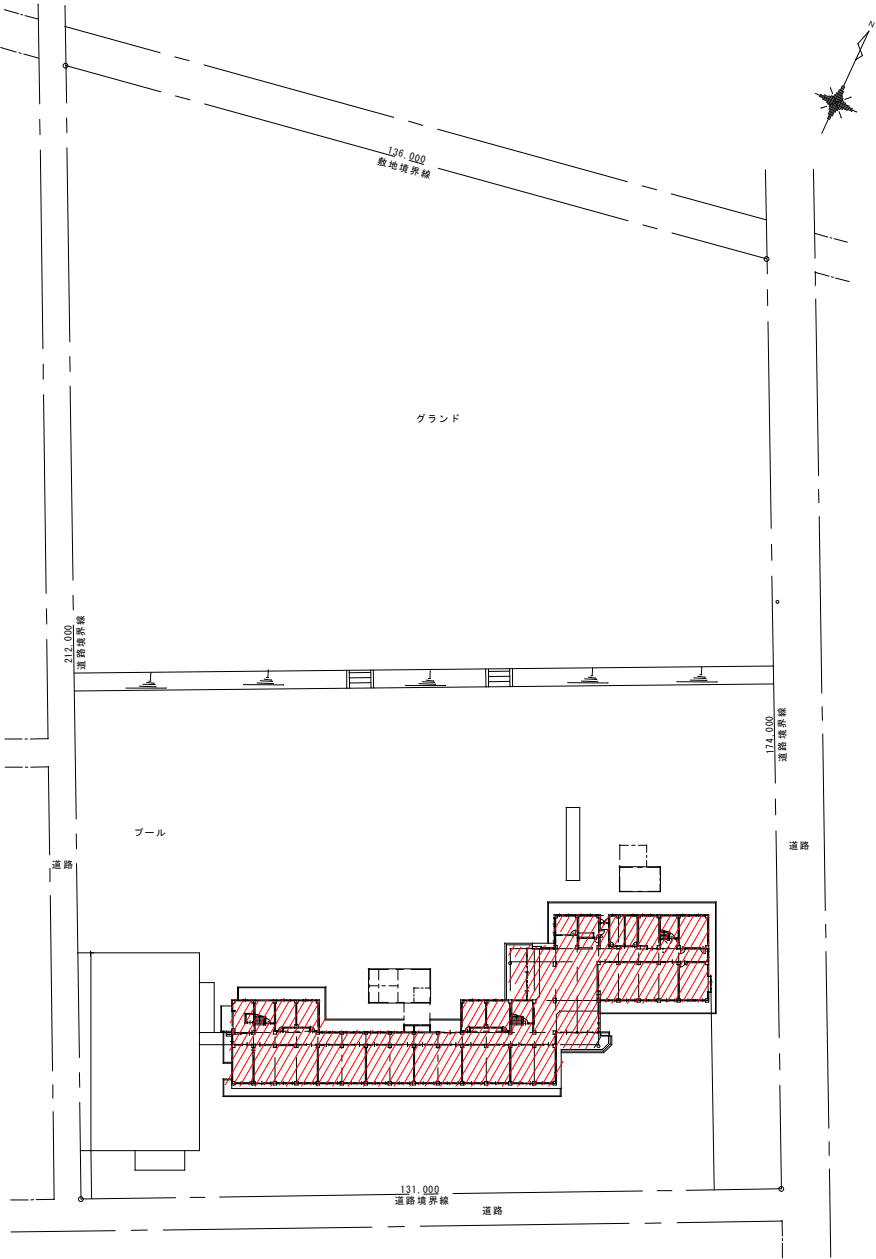 N
136,000
敷地境界線
グランド
212,000
道路境界線
174,000
道路境界線
プール
道路
道路
131,000
道路境界線
道路